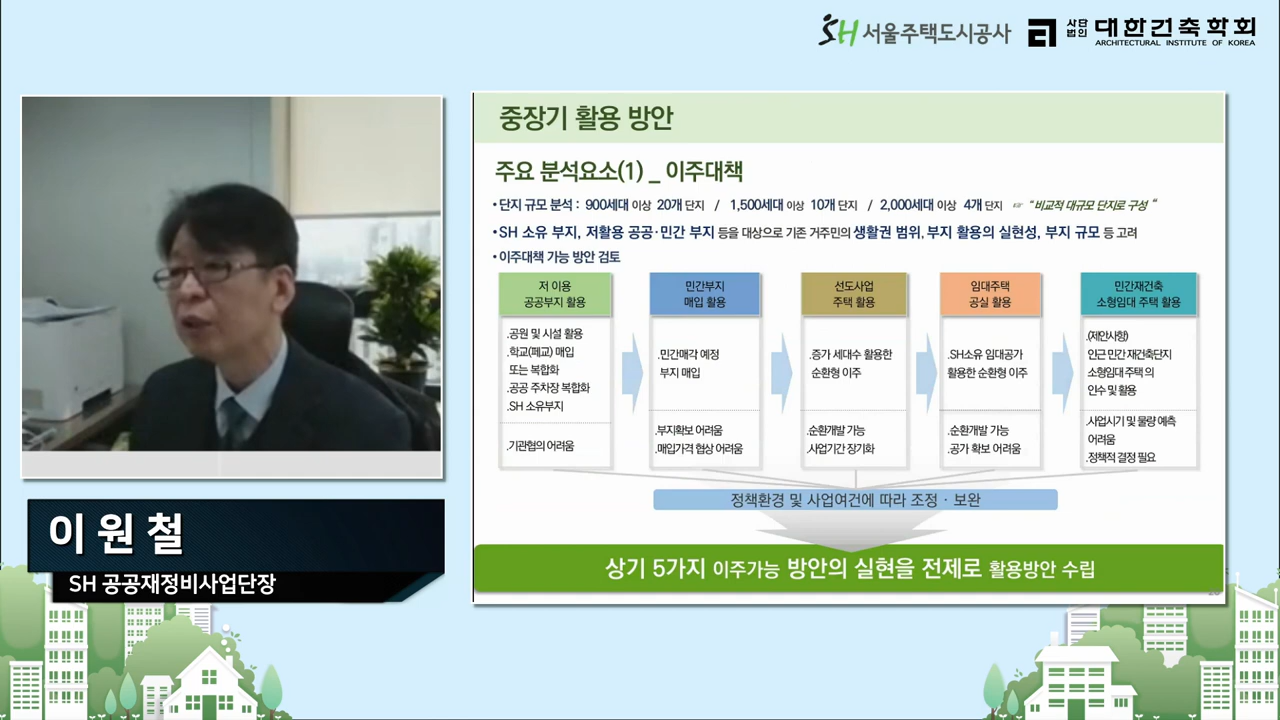 SH 서울주택도시공사
사단법인 대한건축학회
ARCHITECTURAL INSTITUTE OF KOREA
중장기 활용 방안
주요 분석요소(1) _ 이주대책
•단지 규모 분석 : 900세대 이상 20개 단지 / 1,500세대 이상 10개 단지 / 2,000세대 이상 4개 단지 ☞ “비교적 대규모 단지로 구성“
•SH 소유 부지, 저활용 공공·민간 부지 등을 대상으로 기존 거주민의 생활권 범위, 부지 활용의 실현성, 부지 규모 등 고려
•이주대책 가능 방안 검토
저 이용
공공부지 활용
.공원 및 시설 활용
.학교(폐교) 매입
또는 복합화
.공공 주차장 복합화
.SH 소유부지
.기관협의 어려움
민간부지
매입 활용
.민간매각 예정
부지 매입
.부지확보 어려움
.매입가격 협상 어려움
선도사업
주택 활용
.증가 세대수 활용한
순환형 이주
.순환개발 가능
.사업기간 장기화
임대주택
공실 활용
.SH소유 임대공가
활용한 순환형 이주
.순환개발 가능
.공가 확보 어려움
민간재건축
소형임대 주택 활용
.(제안사항)
인근 민간 재건축단지
소형임대 주택 의
인수 및 활용
.사업시기 및 물량 예측
어려움
.정책적 결정 필요
정책환경 및 사업여건에 따라 조정 · 보완
상기 5가지 이주가능 방안의 실현을 전제로 활용방안 수립
이 원 철
SH 공공재정비사업단장